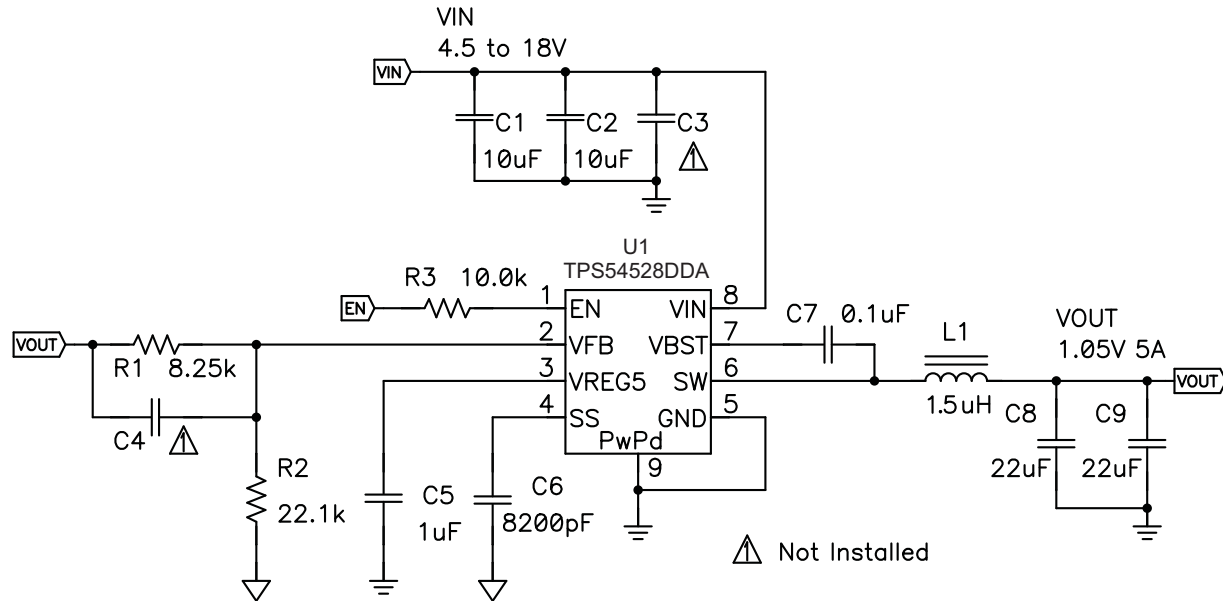 VIN
4.5 to 18V
VIN
C1
10uF
C2
10uF
C3
1
U1
TPS54528DDA
R3 10.0k
EN
1
EN
2
VFB
3
VREG5
4
SS
VIN
8
VBST
7
SW
6
GND
5
PwPd
9
VOUT
R1 8.25k
C4
1
R2
22.1k
C5
1uF
C6
8200pF
C7 0.1uF
L1
1.5uH
VOUT
1.05V 5A
VOUT
C8
22uF
C9
22uF
1 Not Installed